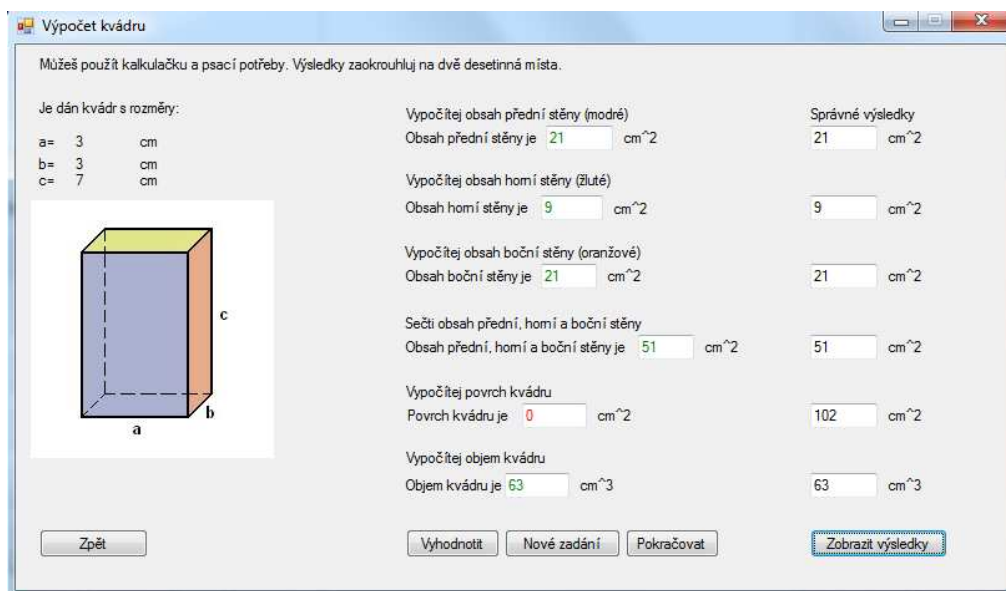 Výpočet kvádru
Můžeš použít kalkulačku a psací potřeby. Výsledky zaokrouhluj na dvě desetinná místa.
Je dán kvádr s rozměry:
a= 3 cm
b= 3 cm
c= 7 cm
c
b
a
Vypočítej obsah přední stěny (modré)
Obsah přední stěny je 21 cm^2
Vypočítej obsah horní stěny (žluté)
Obsah horní stěny je 9 cm^2
Vypočítej obsah boční stěny (oranžové)
Obsah boční stěny je 21 cm^2
Sečti obsah přední, horní a boční stěny
Obsah přední, horní a boční stěny je 51 cm^2
Vypočítej povrch kvádru
Povrch kvádru je 0 cm^2
Vypočítej objem kvádru
Objem kvádru je 63 cm^3
Správné výsledky
21 cm^2
9 cm^2
21 cm^2
51 cm^2
102 cm^2
63 cm^3
Zpět
Vyhodnotit
Nové zadání
Pokračovat
Zobrazit výsledky